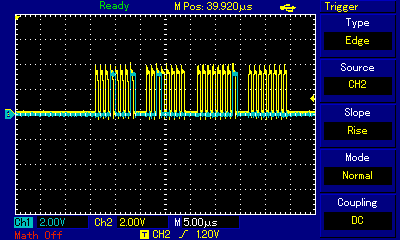 Ready M Pos: 39.920µs Trigger
Type
Edge
Source
CH2
Slope
Rise
Mode
Normal
Coupling
DC
Ch1 2.00V Ch2 2.00V M 5.00µs
Math Off T CH2 1.20V